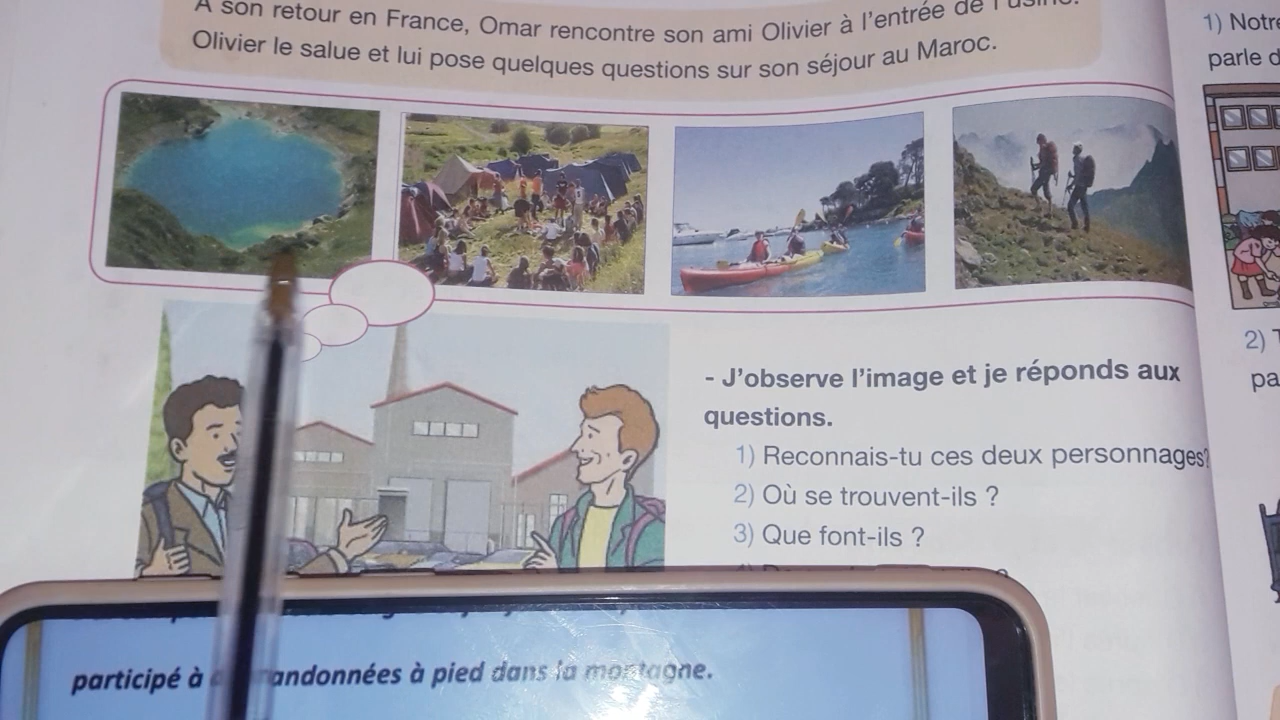 À son retour en France, Omar rencontre son ami Olivier à l'entrée de l'usine.
Olivier le salue et lui pose quelques questions sur son séjour au Maroc.
- J'observe l'image et je réponds aux
questions.
1) Reconnais-tu ces deux personnages?
2) Où se trouvent-ils ?
3) Que font-ils ?
participé à randonnées à pied dans la montagne.
1) Notre
parle d
2) T
pa